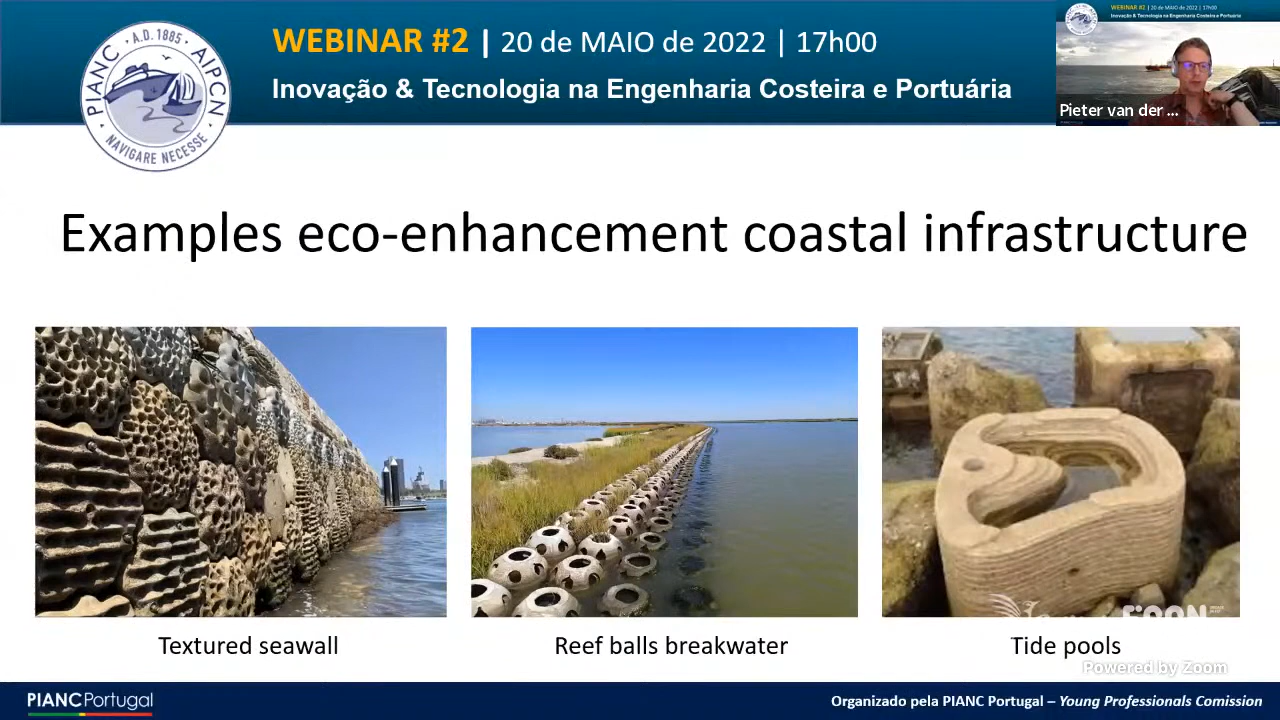 WEBINAR #2 | 20 de MAIO de 2022 | 17h00
Inovação & Tecnologia na Engenharia Costeira e Portuária
PIANC · A.D. 1885 · AIPCN
NAVIGARE NECESSE
WEBINAR #2 | 20 de MAIO de 2022 | 17h00
Inovação & Tecnologia na Engenharia Costeira e Portuária
Pieter van der ...
Examples eco-enhancement coastal infrastructure
Textured seawall
Reef balls breakwater
Tide pools
Powered by Zoom
PIANC Portugal
Organizado pela PIANC Portugal – Young Professionals Comission